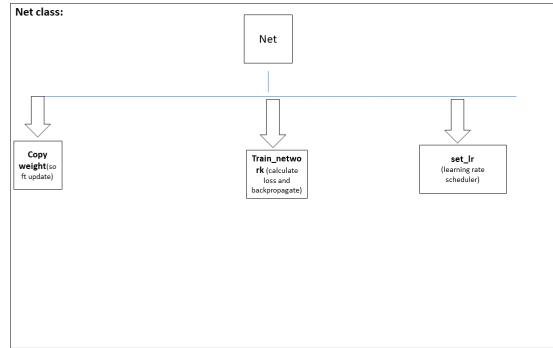 Net class:
Net
Copy
weight(so
ft update)
Train_netwo
rk (calculate
loss and
backpropagate)
set_lr
(learning rate
scheduler)